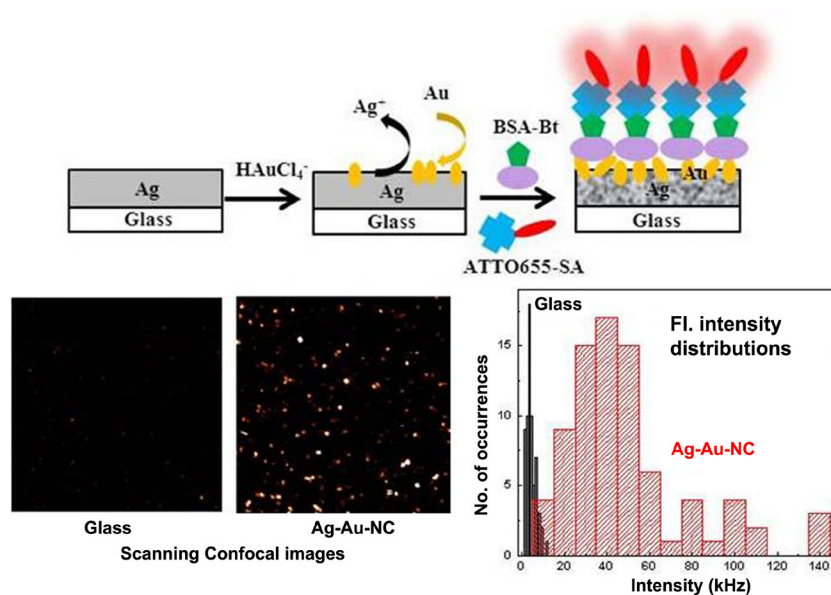 Ag
Glass
HAuCl₄⁻
Ag⁺
Au
Ag
Glass
BSA-Bt
ATTO655-SA
Au
Ag
Glass
Glass
Ag-Au-NC
Scanning Confocal images
Glass
Fl. intensity
distributions
Ag-Au-NC
No. of occurrences
15
10
5
0
20 40 60 80 100 120 140
Intensity (kHz)